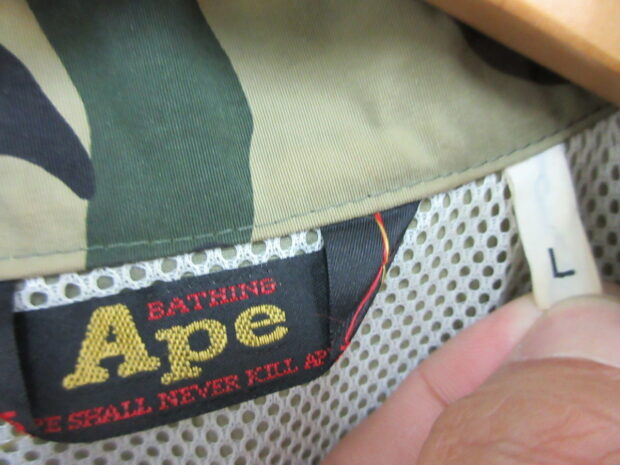 BATHING
Ape
PE SHALL NEVER KILL AP
L